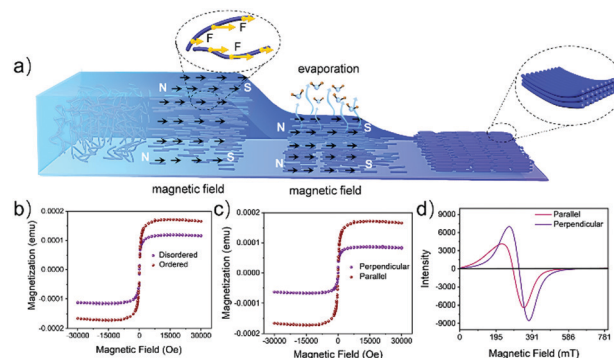 a)
F
F
F
F
evaporation
N
S
N
S
N
S
N
S
magnetic field
magnetic field
b)
Magnetization (emu)
0.0002
0.0001
0.0000
-0.0001
-0.0002
Disordered
Ordered
-30000 -15000 0 15000 30000
Magnetic Field (Oe)
c)
Magnetization (emu)
0.0002
0.0001
0.0000
-0.0001
-0.0002
Perpendicular
Parallel
-30000 -15000 0 15000 30000
Magnetic Field (Oe)
d)
Intensity
9000
6000
3000
0
-3000
-6000
-9000
Parallel
Perpendicular
0 195 391 586 781
Magnetic Field (mT)